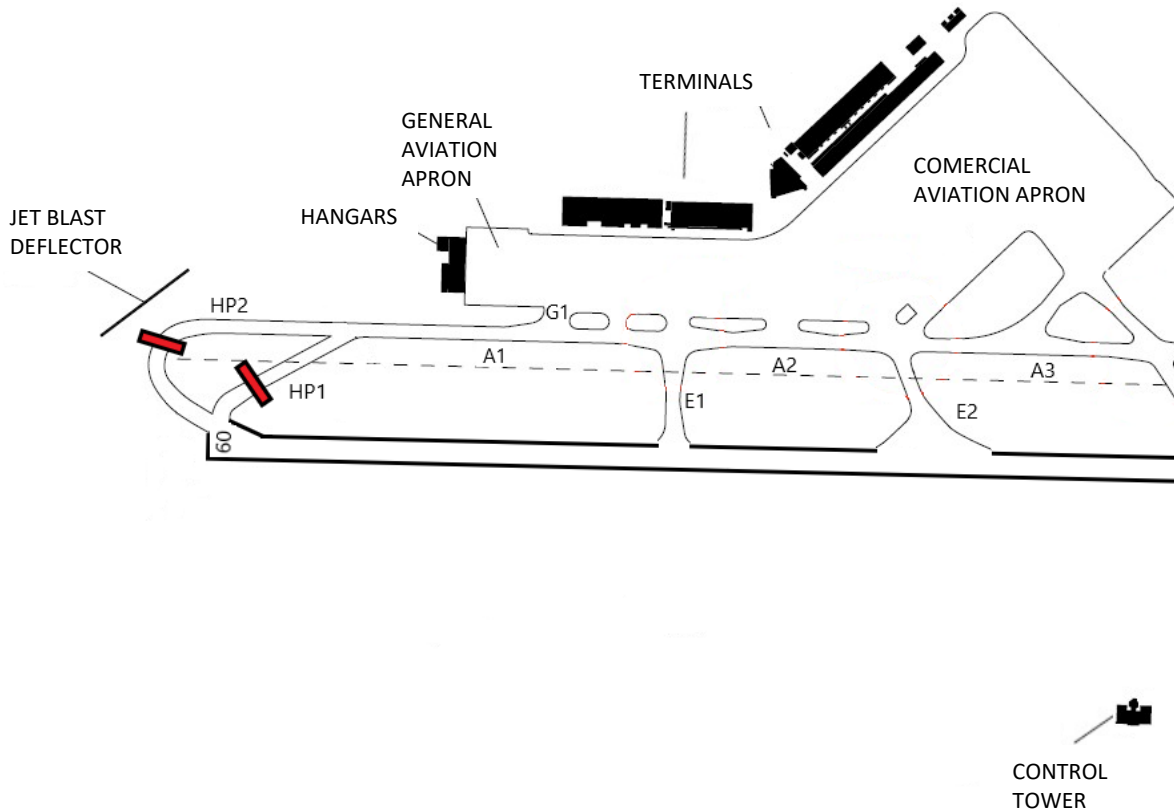 TERMINALS
GENERAL
AVIATION
APRON
COMERCIAL
AVIATION APRON
JET BLAST
DEFLECTOR
HANGARS
HP2
G1
A1
A2
A3
HP1
E1
E2
09
CONTROL
TOWER